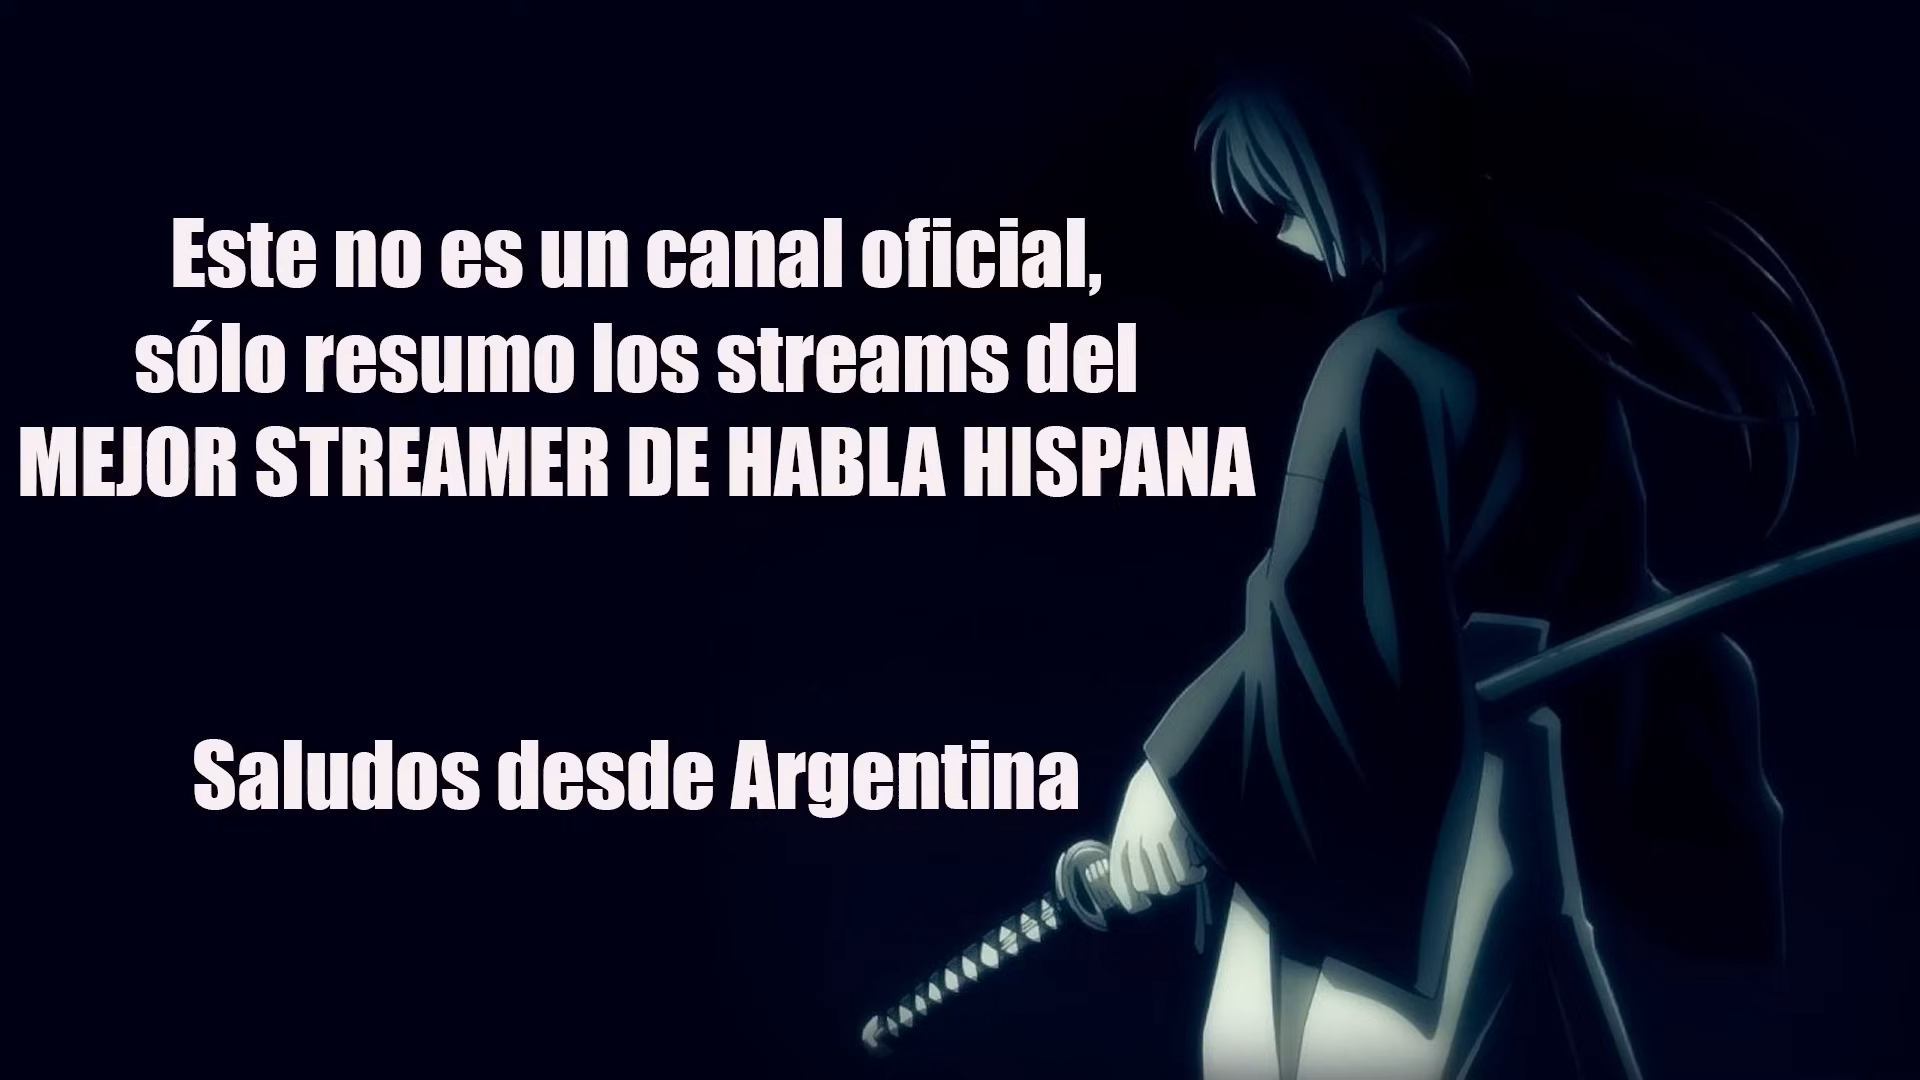 Este no es un canal oficial,
sólo resumo los streams del
MEJOR STREAMER DE HABLA HISPANA
Saludos desde Argentina